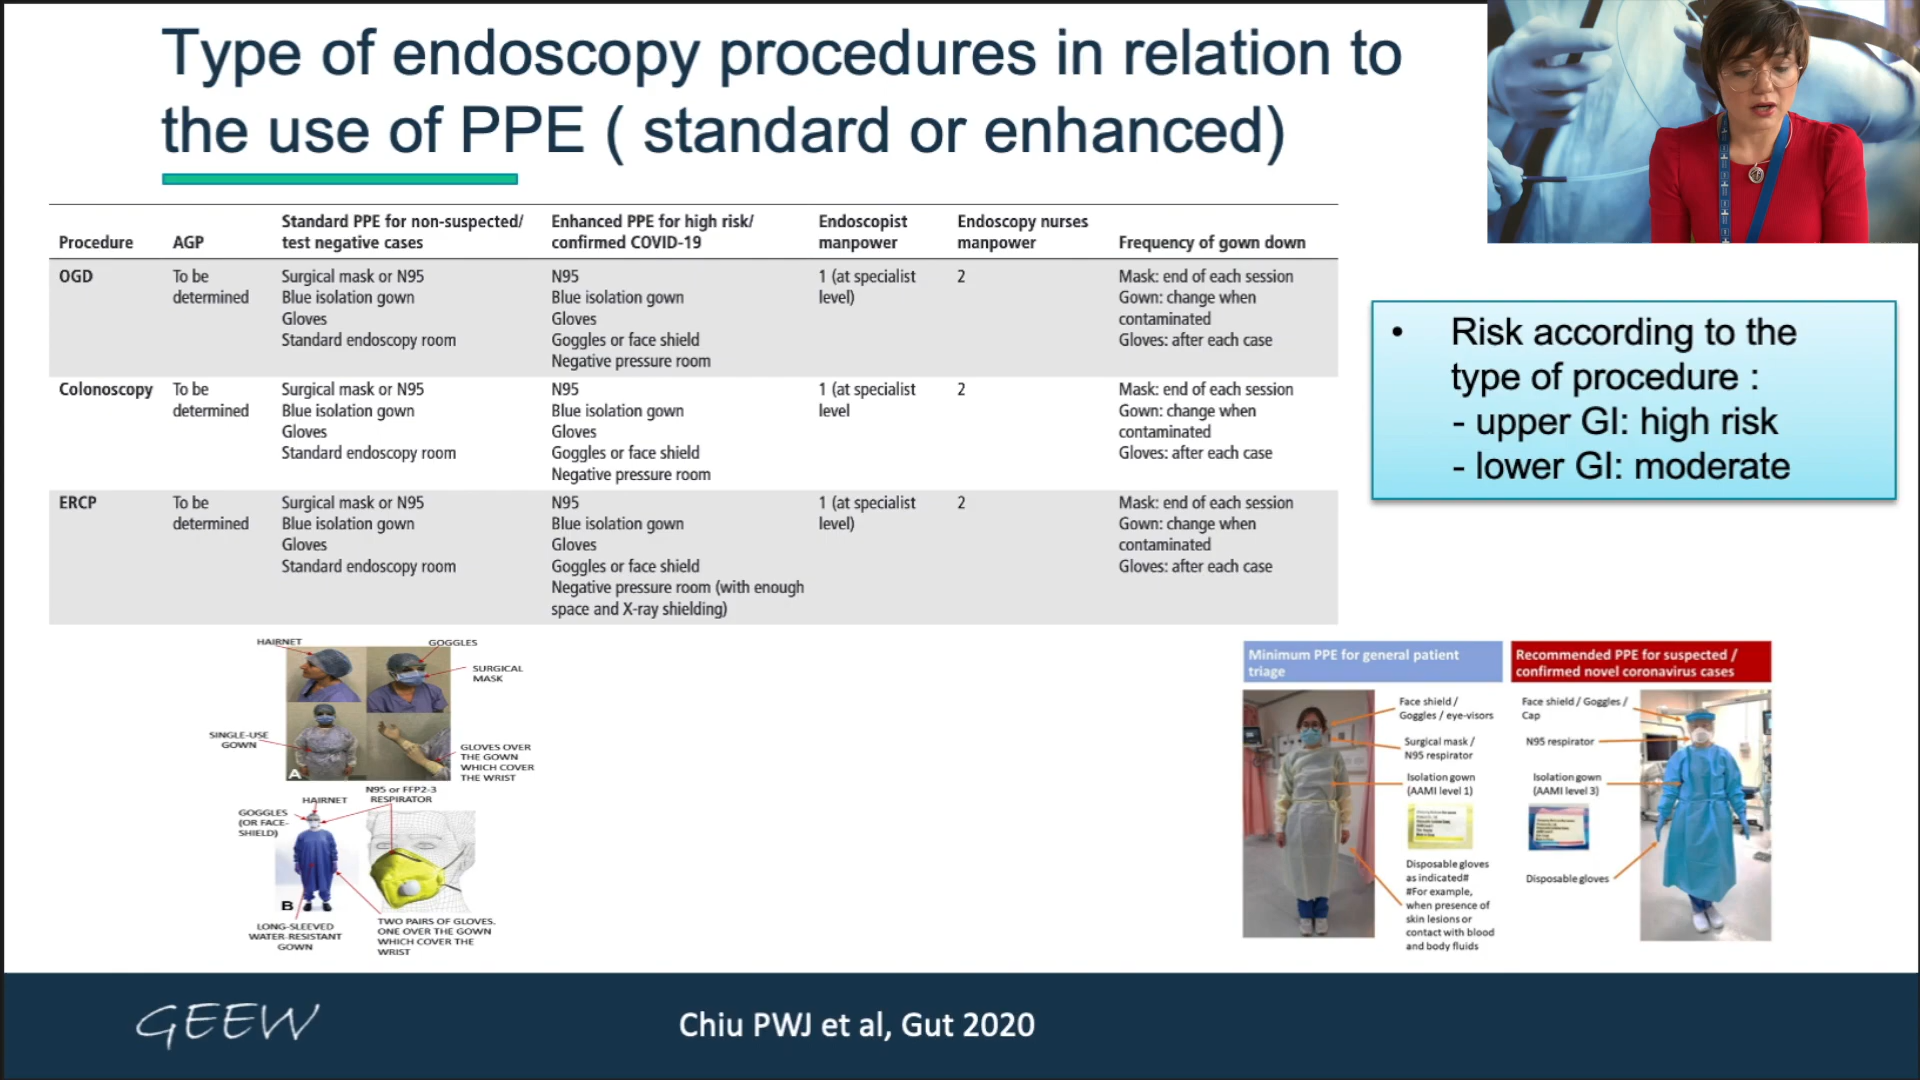 Type of endoscopy procedures in relation to
the use of PPE ( standard or enhanced)
Procedure
AGP
Standard PPE for non-suspected/
test negative cases
Enhanced PPE for high risk/
confirmed COVID-19
Endoscopist
manpower
Endoscopy nurses
manpower
Frequency of gown down
OGD
To be
determined
Surgical mask or N95
Blue isolation gown
Gloves
Standard endoscopy room
N95
Blue isolation gown
Gloves
Goggles or face shield
Negative pressure room
1 (at specialist
level)
2
Mask: end of each session
Gown: change when
contaminated
Gloves: after each case
Colonoscopy
To be
determined
Surgical mask or N95
Blue isolation gown
Gloves
Standard endoscopy room
N95
Blue isolation gown
Gloves
Goggles or face shield
Negative pressure room
1 (at specialist
level
2
Mask: end of each session
Gown: change when
contaminated
Gloves: after each case
ERCP
To be
determined
Surgical mask or N95
Blue isolation gown
Gloves
Standard endoscopy room
N95
Blue isolation gown
Gloves
Goggles or face shield
Negative pressure room (with enough
space and X-ray shielding)
1 (at specialist
level)
2
Mask: end of each session
Gown: change when
contaminated
Gloves: after each case
• Risk according to the
type of procedure :
- upper GI: high risk
- lower GI: moderate
HAIRNET
GOGGLES
SURGICAL
MASK
SINGLE-USE
GOWN
GLOVES OVER
THE GOWN
WHICH COVER
THE WRIST
A
N95 or FFP2-3
RESPIRATOR
HAIRNET
GOGGLES
(OR FACE-
SHIELD)
B
LONG-SLEEVED
WATER-RESISTANT
GOWN
TWO PAIRS OF GLOVES.
ONE OVER THE GOWN
WHICH COVER THE
WRIST
Minimum PPE for general patient
triage
Face shield /
Goggles / eye-visors
Surgical mask /
N95 respirator
Isolation gown
(AAMI level 1)
Disposable gloves
as indicated#
#For example,
when presence of
skin lesions or
contact with blood
and body fluids
Recommended PPE for suspected /
confirmed novel coronavirus cases
Face shield / Goggles /
Cap
N95 respirator
Isolation gown
(AAMI level 3)
Disposable gloves
GEEW
Chiu PWJ et al, Gut 2020